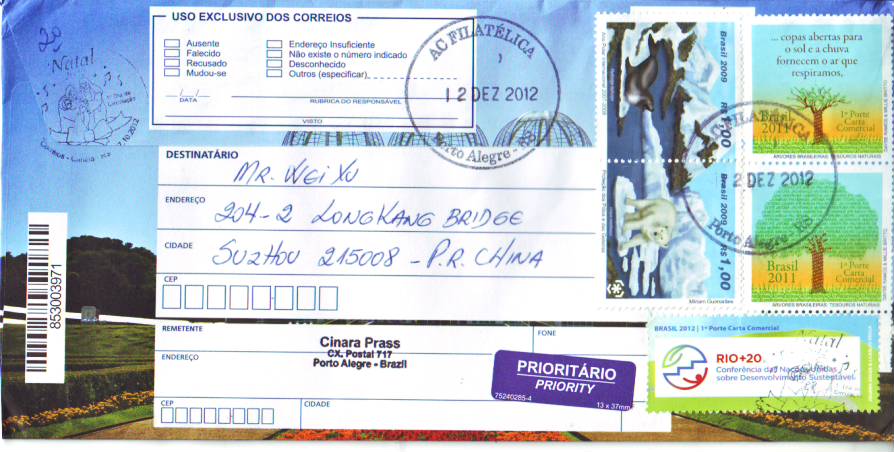 USO EXCLUSIVO DOS CORREIOS
Ausente
Falecido
Recusado
Mudou-se
Endereço Insuficiente
Não existe o número indicado
Desconhecido
Outros (especificar)
DATA
RUBRICA DO RESPONSÁVEL
VISTO
AC FILATÉLICA
12 DEZ 2012
Porto Alegre - RS
Natal
DESTINATÁRIO
MR. WEI XU
ENDEREÇO
204-2 LONGKANG BRIDGE
CIDADE
SUZHOU 215008 - P.R. CHINA
CEP
853003971
REMETENTE
Cinara Prass
CX. Postal 717
Porto Alegre - Brazil
FONE
ENDEREÇO
CEP
CIDADE
PRIORITÁRIO
PRIORITY
75240285-4
13 x 37mm
Brasil 2009 R$ 1,00
Brasil 2009 R$ 1,00
Miriam Guimarães
... copas abertas para
o sol e a chuva
fornecem o ar que
respiramos,
Brasil
2011
1º Porte
Carta
Comercial
ÁRVORES BRASILEIRAS: TESOUROS NATURAIS
AC FILATÉLICA
2 DEZ 2012
Porto Alegre - RS
Brasil
2011
1º Porte
Carta
Comercial
ÁRVORES BRASILEIRAS: TESOUROS NATURAIS
BRASIL 2012 | 1º Porte Carta Comercial
RIO+20
Conferência das Nações Unidas
sobre Desenvolvimento Sustentável
Natal